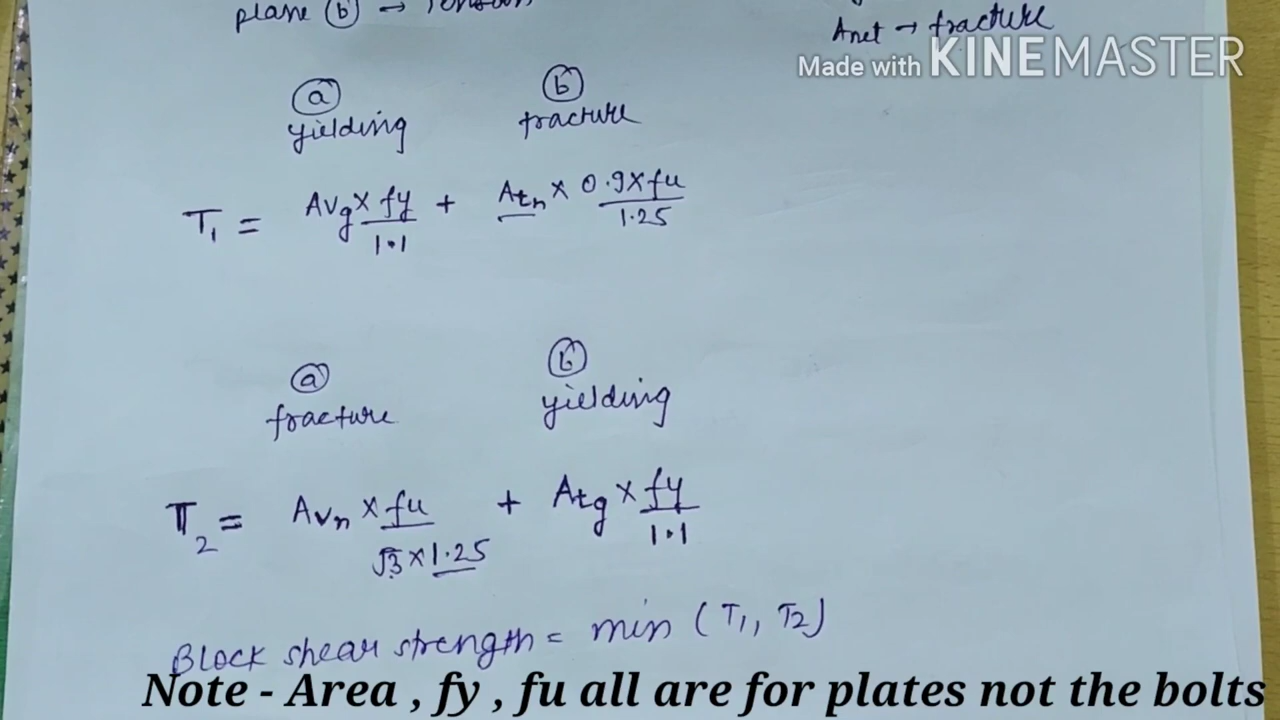 plane ⓑ → Tension
Anet → fracture
Made with KINEMASTER
ⓐ ⓑ
yielding fracture
T₁ = Avg × fy/1.1 + Atn × 0.9×fu/1.25
ⓐ ⓑ
fracture yielding
T₂ = Avn × fu/√3×1.25 + Atg × fy/1.1
Block shear strength = min (T₁, T₂)
Note - Area , fy , fu all are for plates not the bolts